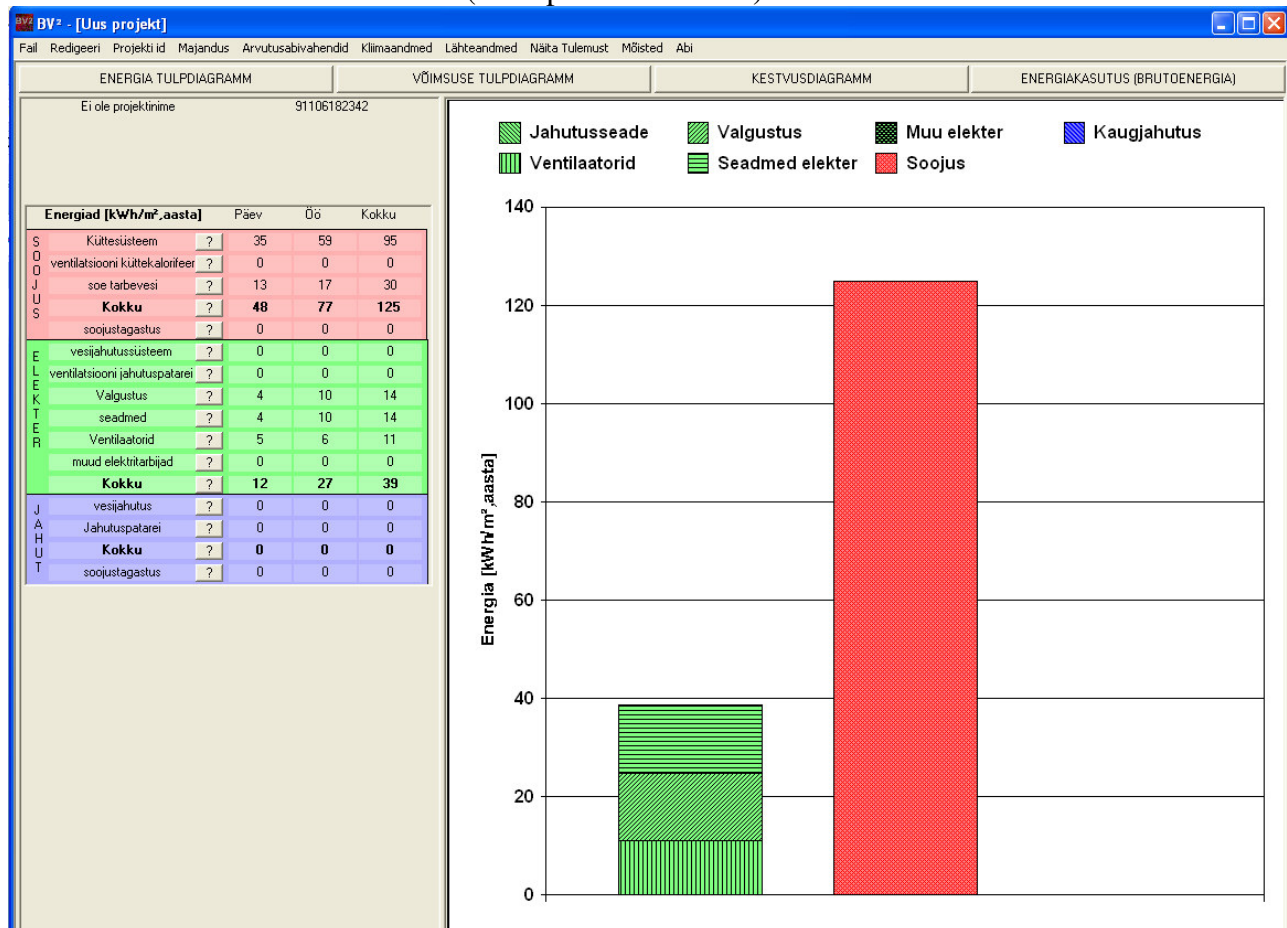 BV² BV² - [Uus projekt]
Fail Redigeeri Projekti id Majandus Arvutusabivahendid Kliimaandmed Lähteandmed Näita Tulemust Mõisted Abi
ENERGIA TULPDIAGRAMM VÕIMSUSE TULPDIAGRAMM KESTVUSDIAGRAMM ENERGIAKASUTUS (BRUTOENERGIA)
Ei ole projektinime 91106182342
Energiad [kWh/m²,aasta] Päev Öö Kokku
SOOJUS
Küttesüsteem ? 35 59 95
ventilatsiooni küttekalorifeer ? 0 0 0
soe tarbevesi ? 13 17 30
Kokku ? 48 77 125
soojustagastus ? 0 0 0
ELEKTER
vesijahutussüsteem ? 0 0 0
ventilatsiooni jahutuspatarei ? 0 0 0
Valgustus ? 4 10 14
seadmed ? 4 10 14
Ventilaatorid ? 5 6 11
muud elektritarbijad ? 0 0 0
Kokku ? 12 27 39
JAHUT
vesijahutus ? 0 0 0
Jahutuspatarei ? 0 0 0
Kokku ? 0 0 0
soojustagastus ? 0 0 0
Jahutusseade Valgustus Muu elekter Kaugjahutus
Ventilaatorid Seadmed elekter Soojus
Energia [kWh/m²,aasta]
140
120
100
80
60
40
20
0